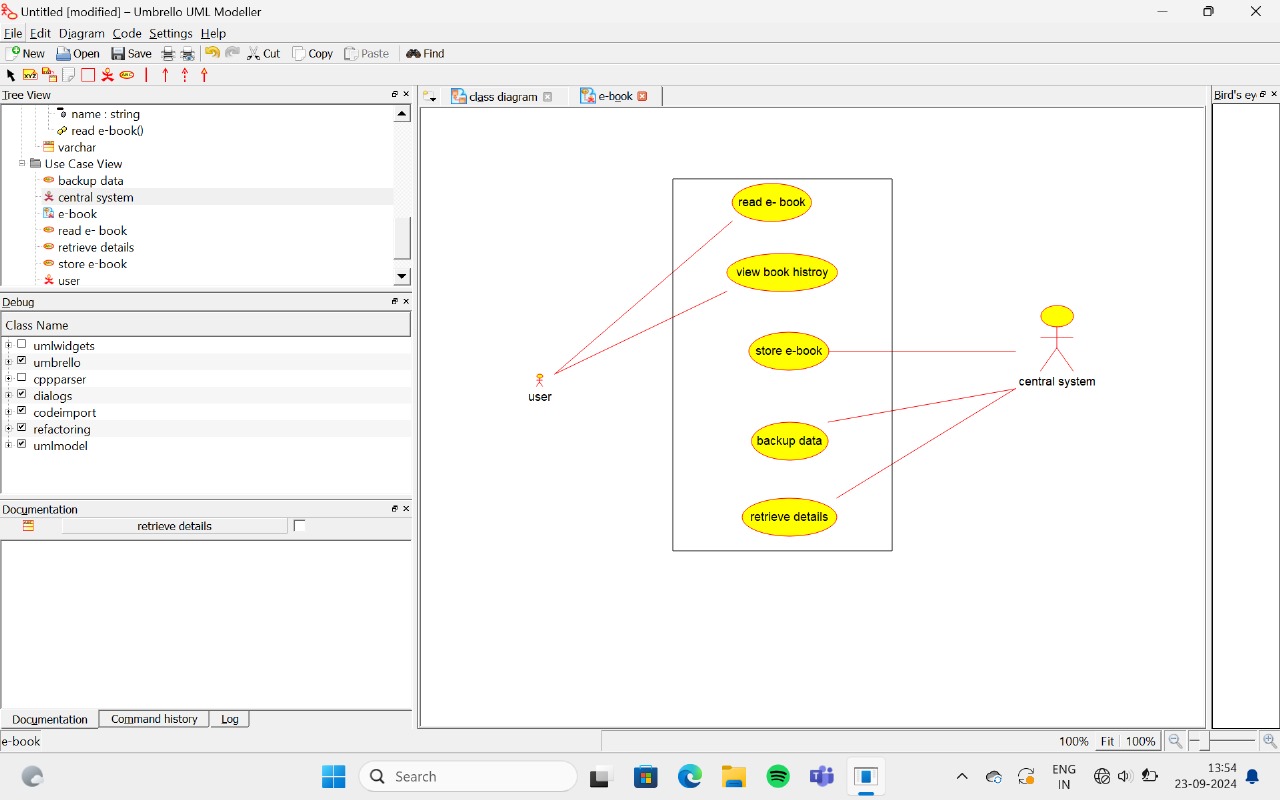 Untitled [modified] – Umbrello UML Modeller
File Edit Diagram Code Settings Help
New Open Save Cut Copy Paste Find
Tree View
name : string
read e-book()
varchar
Use Case View
backup data
central system
e-book
read e- book
retrieve details
store e-book
user
Debug
Class Name
umlwidgets
umbrello
cppparser
dialogs
codeimport
refactoring
umlmodel
Documentation
retrieve details
Documentation Command history Log
e-book
class diagram e-book
read e- book
view book histroy
store e-book
backup data
retrieve details
user
central system
Bird's ey
100% Fit 100%
Search
ENG
IN
13:54
23-09-2024